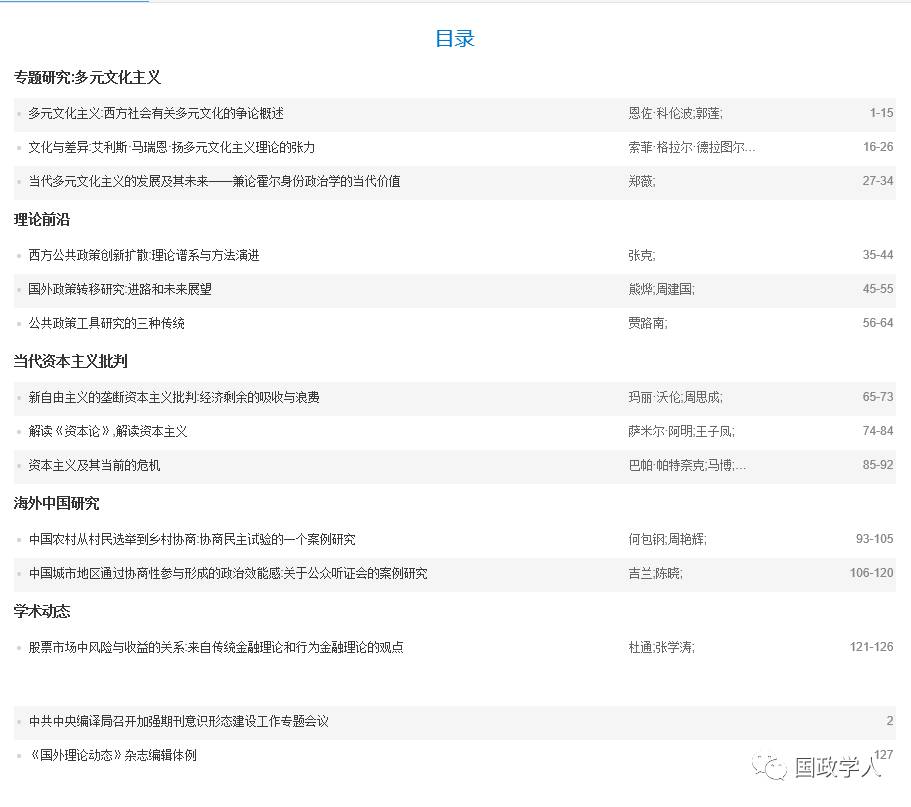 目录
专题研究:多元文化主义
多元文化主义:西方社会有关多元文化的争论概述 恩佐·科伦波;郭莲; 1-15
文化与差异:艾利斯·马瑞恩·扬多元文化主义理论的张力 索菲·格拉尔·德拉图尔... 16-26
当代多元文化主义的发展及其未来——兼论霍尔身份政治学的当代价值 郑薇; 27-34
理论前沿
西方公共政策创新扩散:理论谱系与方法演进 张克; 35-44
国外政策转移研究:进路和未来展望 熊烨;周建国; 45-55
公共政策工具研究的三种传统 贾路南; 56-64
当代资本主义批判
新自由主义的垄断资本主义批判:经济剩余的吸收与浪费 玛丽·沃伦;周思成; 65-73
解读《资本论》,解读资本主义 萨米尔·阿明;王子凤; 74-84
资本主义及其当前的危机 巴帕·帕特奈克;马博;... 85-92
海外中国研究
中国农村从村民选举到乡村协商:协商民主试验的一个案例研究 何包钢;周艳辉; 93-105
中国城市地区通过协商性参与形成的政治效能感:关于公众听证会的案例研究 吉兰;陈晓; 106-120
学术动态
股票市场中风险与收益的关系:来自传统金融理论和行为金融理论的观点 杜通;张学涛; 121-126
中共中央编译局召开加强期刊意识形态建设工作专题会议 2
《国外理论动态》杂志编辑体例 127
国政学人